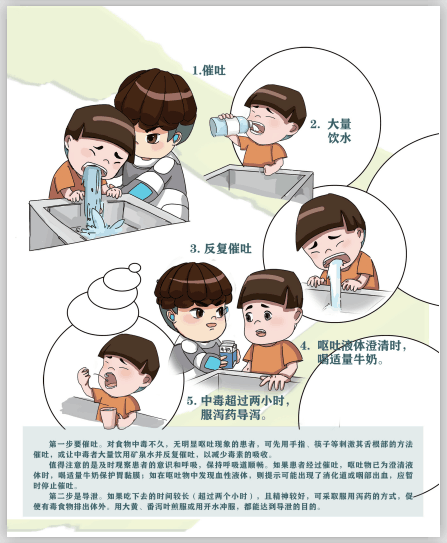 1.催吐
2. 大量
饮水
3. 反复催吐
4. 呕吐液体澄清时，
喝适量牛奶。
5. 中毒超过两小时，
服泻药导泻。
第一步要催吐。对食物中毒不久，无明显呕吐现象的患者，可先用手指、筷子等刺激其舌根部的方法
催吐，或让中毒者大量饮用矿泉水并反复催吐，以减少毒素的吸收。
值得注意的是及时观察患者的意识和呼吸，保持呼吸道顺畅。如果患者经过催吐，呕吐物已为澄清液
体时，喝适量牛奶保护胃黏膜；如在呕吐物中发现血性液体，则提示可能出现了消化道或咽部出血，应暂
时停止催吐。
第二步是导泄。如果吃下去的时间较长（超过两个小时），且精神较好，可采取服用泻药的方式，促
使有毒食物排出体外。用大黄、番泻叶煎服或用开水冲服，都能达到导泄的目的。